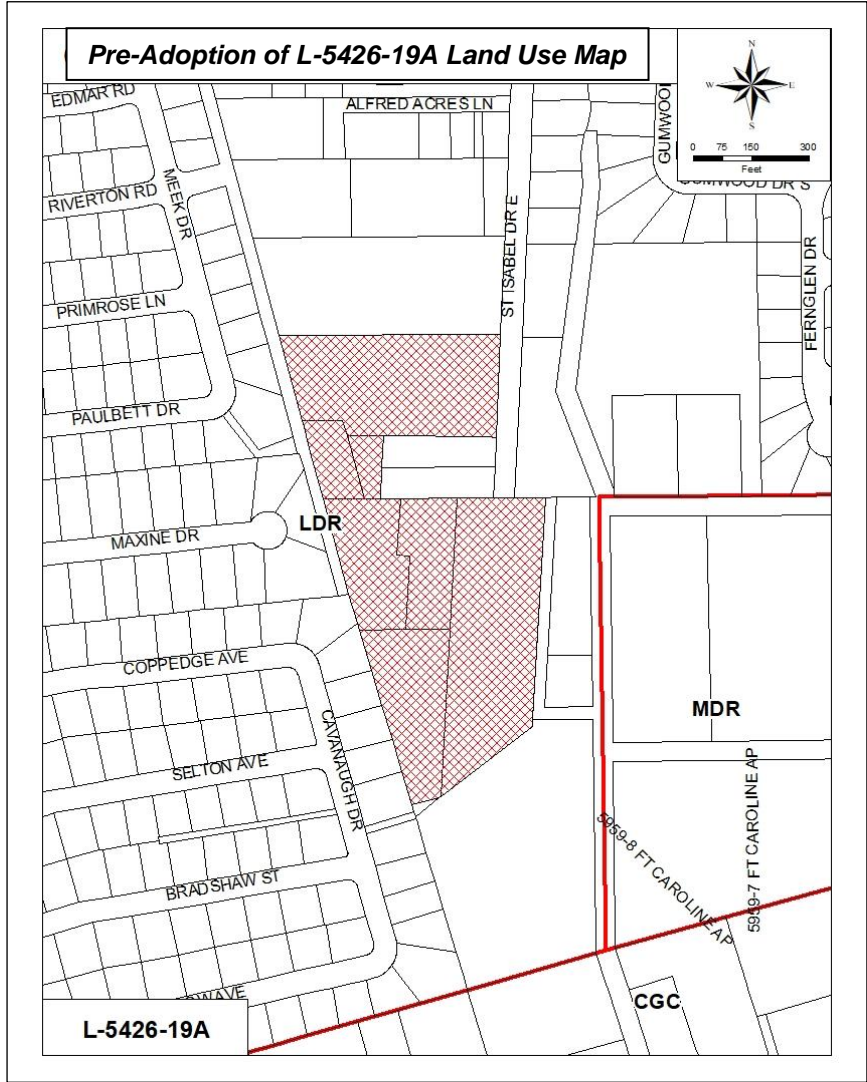 Pre-Adoption of L-5426-19A Land Use Map
N
W E
S
0 75 150 300
Feet
EDMAR RD
ALFRED ACRES LN
MEEK DR
RIVERTON RD
ST ISABEL DR E
FERNGLEN DR
PRIMROSE LN
PAULBETT DR
LDR
MAXINE DR
COPPEDGE AVE
MDR
CAVANAUGH DR
SELTON AVE
5959-8 FT CAROLINE AP
5959-7 FT CAROLINE AP
BRADSHAW ST
CGC
L-5426-19A